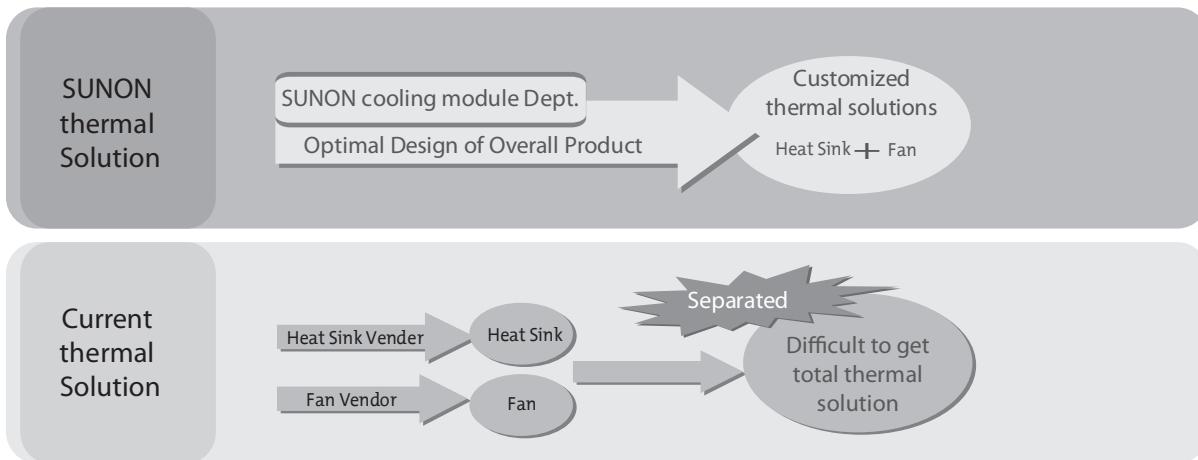 SUNON
thermal
Solution
SUNON cooling module Dept.
Optimal Design of Overall Product
Customized
thermal solutions
Heat Sink + Fan
Current
thermal
Solution
Heat Sink Vender
Heat Sink
Fan Vendor
Fan
Separated
Difficult to get
total thermal
solution